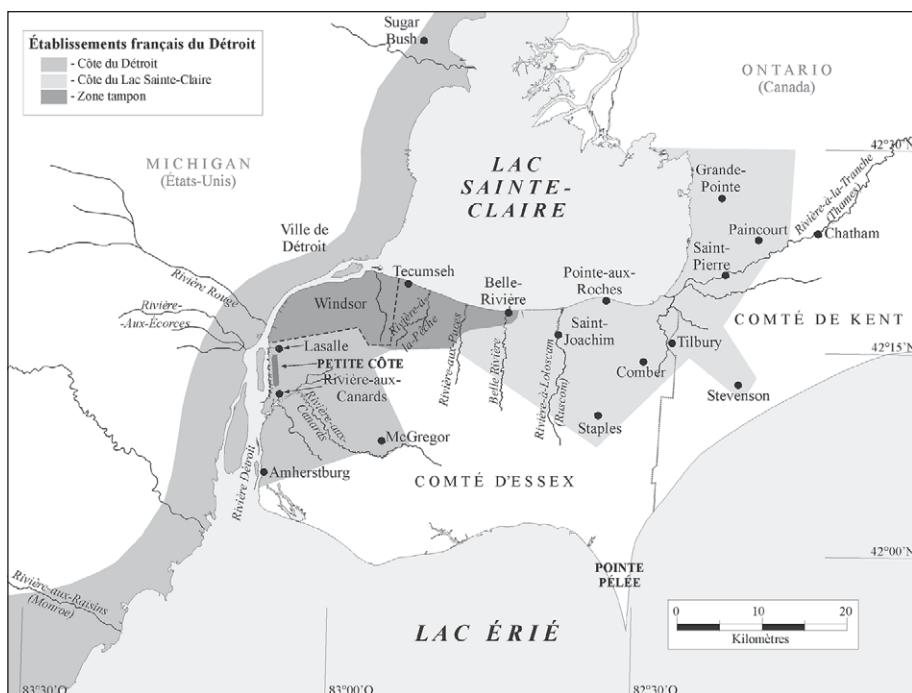 Sugar
Bush
Établissements français du Détroit
- Côte du Détroit
- Côte du Lac Sainte-Claire
- Zone tampon
ONTARIO
(Canada)
MICHIGAN
(États-Unis)
LAC
SAINTE-
CLAIRE
42°30
Grande-
Pointe
Rivière-à-la-Tranche
(Thames)
Paincourt
Chatham
Saint-
Pierre
Ville de
Détroit
Tecumseh
Belle-
Rivière
Pointe-aux-
Roches
Rivière Rouge
Windsor
Rivière-à-
la-Pêche
Rivière-
Aux-Écorces
Rivière-aux-Puces
Belle Rivière
Rivière-à-Loloscam
(Ruscom)
Saint-
Joachim
COMTÉ DE KENT
Lasalle
Tilbury
42°15
PETITE CÔTE
Comber
Rivière-aux-
Canards
Stevenson
Rivière-aux-
Canards
Staples
McGregor
Amherstburg
COMTÉ D'ESSEX
Rivière Détroit
42°00
POINTE
PÉLÉE
Rivière-aux-Raisins
(Monroe)
0 10 20
Kilomètres
LAC ÉRIÉ
83°30'O
83°00'O
82°30'O